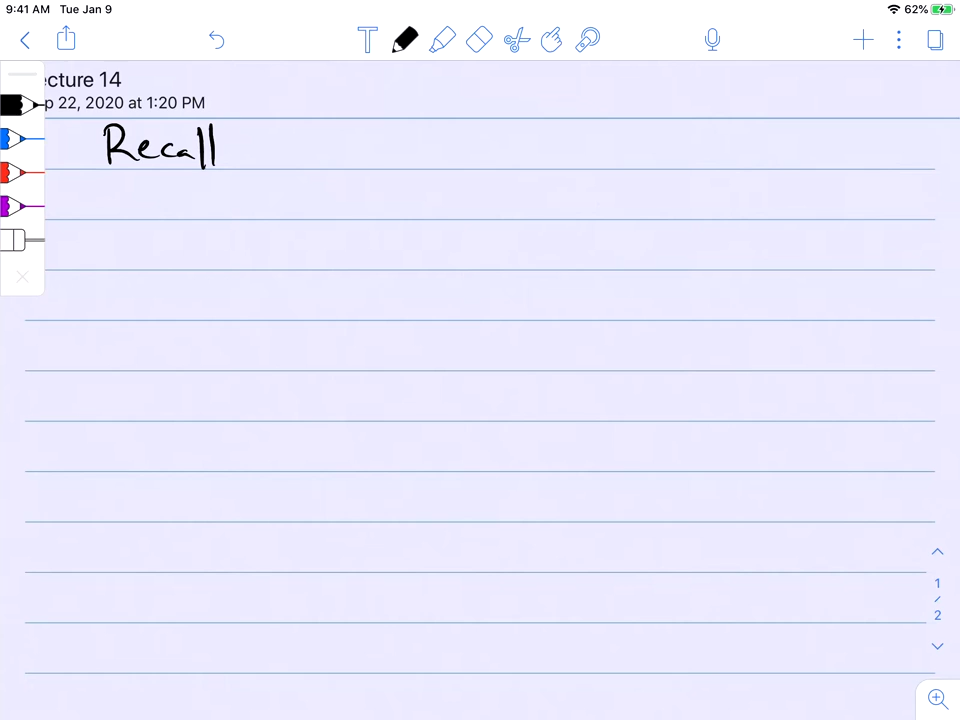 9:41 AM Tue Jan 9 62%
ecture 14
p 22, 2020 at 1:20 PM
Recall
1
/
2